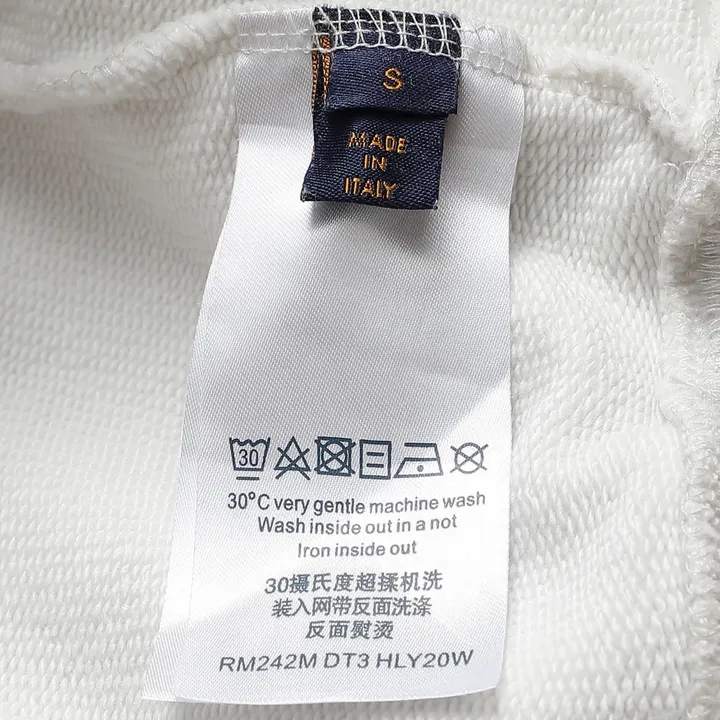 S
MADE
IN
ITALY
30
30°C very gentle machine wash
Wash inside out in a not
Iron inside out
30摄氏度超揉机洗
装入网带反面洗涤
反面熨烫
RM242M DT3 HLY20W